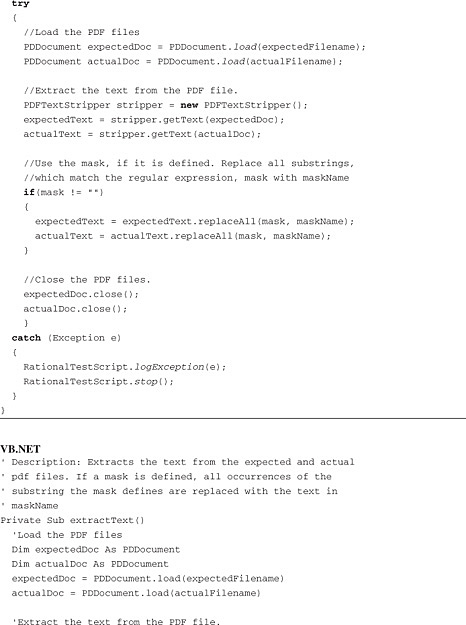 try
{
//Load the PDF files
PDDocument expectedDoc = PDDocument.load(expectedFilename);
PDDocument actualDoc = PDDocument.load(actualFilename);
//Extract the text from the PDF file.
PDFTextStripper stripper = new PDFTextStripper();
expectedText = stripper.getText(expectedDoc);
actualText = stripper.getText(actualDoc);
//Use the mask, if it is defined. Replace all substrings,
//which match the regular expression, mask with maskName
if(mask != "")
{
expectedText = expectedText.replaceAll(mask, maskName);
actualText = actualText.replaceAll(mask, maskName);
}
//Close the PDF files.
expectedDoc.close();
actualDoc.close();
}
catch (Exception e)
{
RationalTestScript.logException(e);
RationalTestScript.stop();
}
}
VB.NET
' Description: Extracts the text from the expected and actual
' pdf files. If a mask is defined, all occurrences of the
' substring the mask defines are replaced with the text in
' maskName
Private Sub extractText()
'Load the PDF files
Dim expectedDoc As PDDocument
Dim actualDoc As PDDocument
expectedDoc = PDDocument.load(expectedFilename)
actualDoc = PDDocument.load(actualFilename)
'Extract the text from the PDF file.